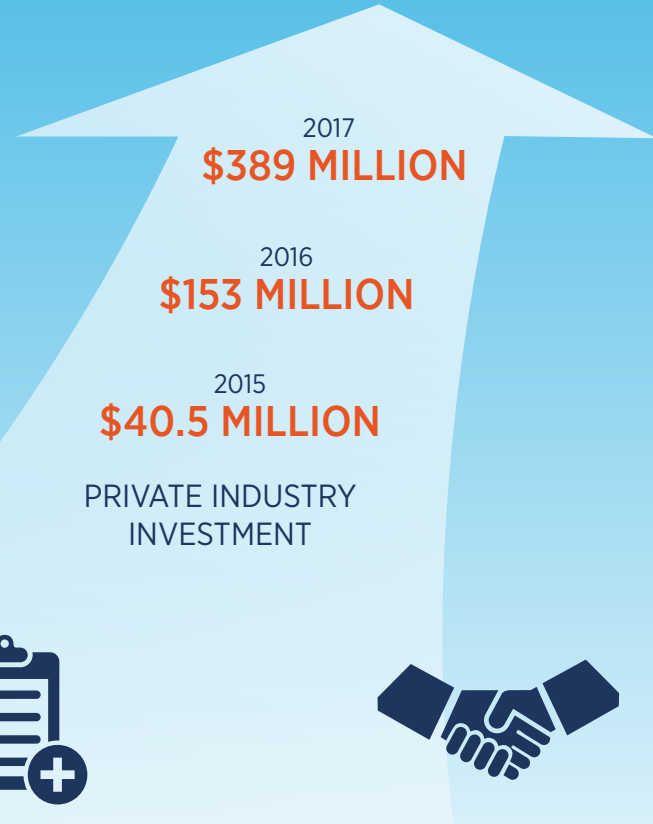 2017
$389 MILLION
2016
$153 MILLION
2015
$40.5 MILLION
PRIVATE INDUSTRY
INVESTMENT